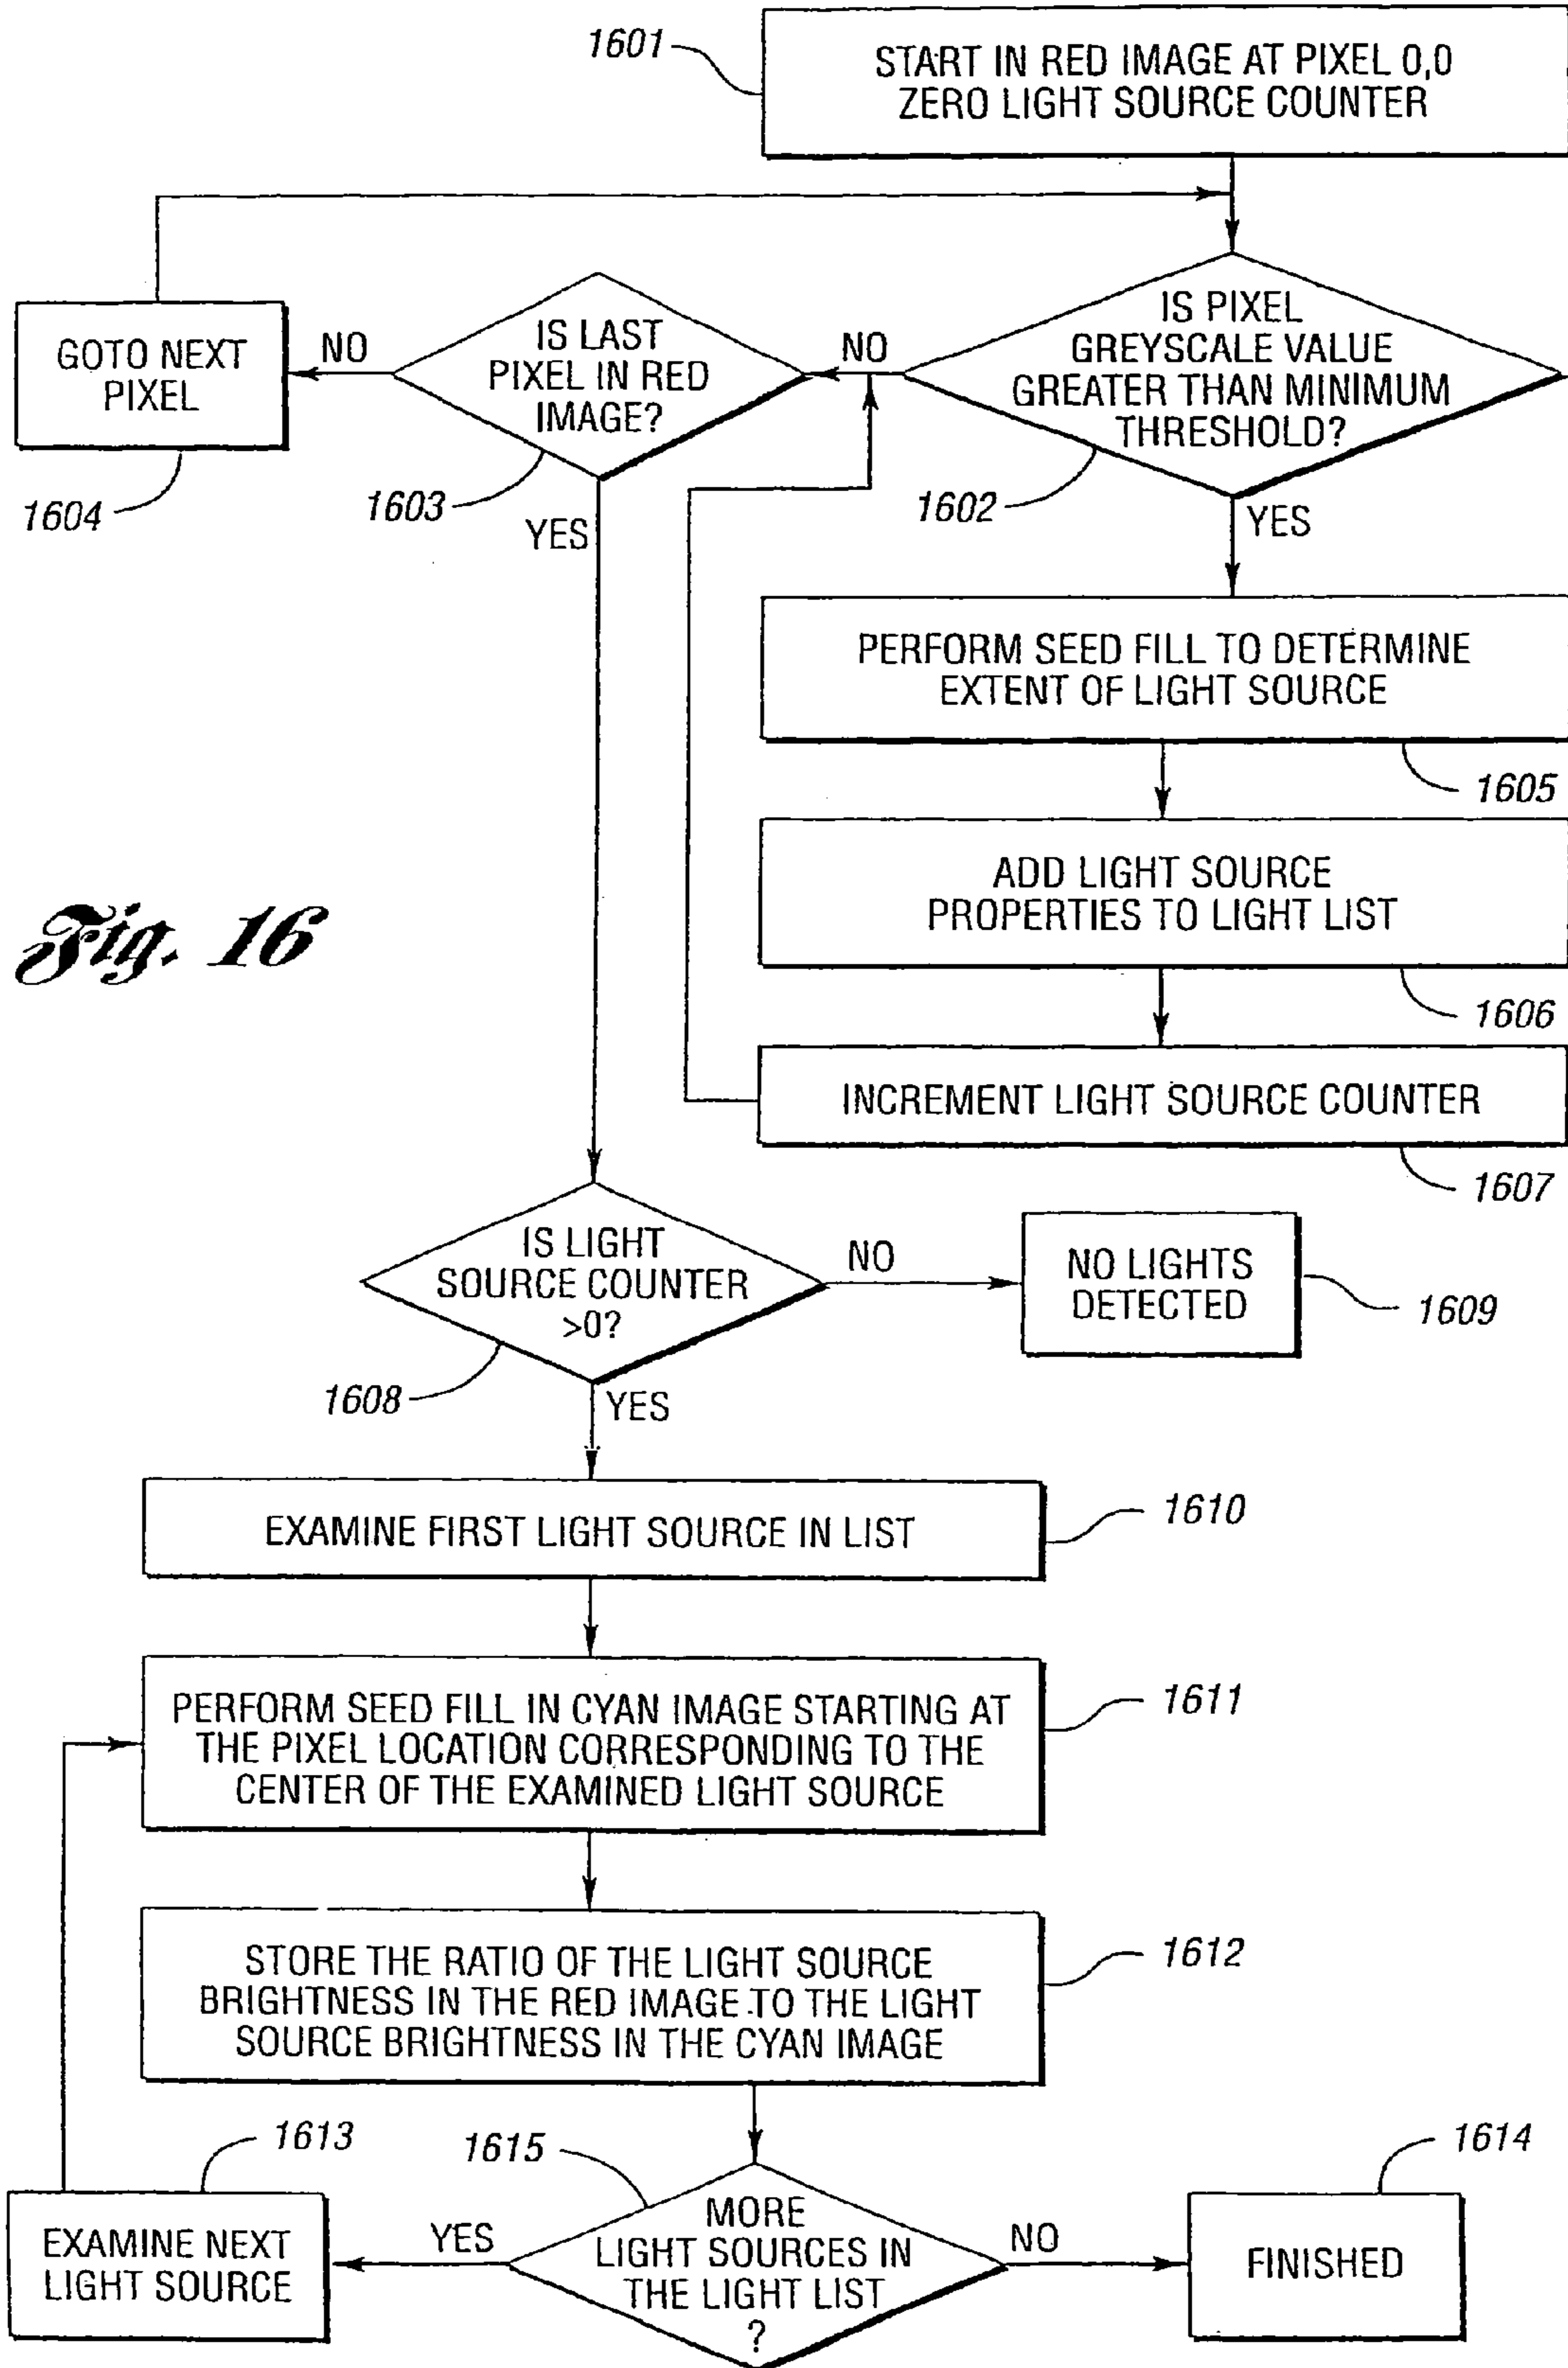 1601
START IN RED IMAGE AT PIXEL 0,0
ZERO LIGHT SOURCE COUNTER
IS PIXEL
GREYSCALE VALUE
GREATER THAN MINIMUM
THRESHOLD?
1602
NO
YES
IS LAST
PIXEL IN RED
IMAGE?
1603
NO
YES
GOTO NEXT
PIXEL
1604
PERFORM SEED FILL TO DETERMINE
EXTENT OF LIGHT SOURCE
1605
ADD LIGHT SOURCE
PROPERTIES TO LIGHT LIST
1606
INCREMENT LIGHT SOURCE COUNTER
1607
Fig. 16
IS LIGHT
SOURCE COUNTER
>0?
1608
NO
YES
NO LIGHTS
DETECTED
1609
EXAMINE FIRST LIGHT SOURCE IN LIST
1610
PERFORM SEED FILL IN CYAN IMAGE STARTING AT
THE PIXEL LOCATION CORRESPONDING TO THE
CENTER OF THE EXAMINED LIGHT SOURCE
1611
STORE THE RATIO OF THE LIGHT SOURCE
BRIGHTNESS IN THE RED IMAGE TO THE LIGHT
SOURCE BRIGHTNESS IN THE CYAN IMAGE
1612
1613
EXAMINE NEXT
LIGHT SOURCE
YES
1615
MORE
LIGHT SOURCES IN
THE LIGHT LIST
?
NO
1614
FINISHED